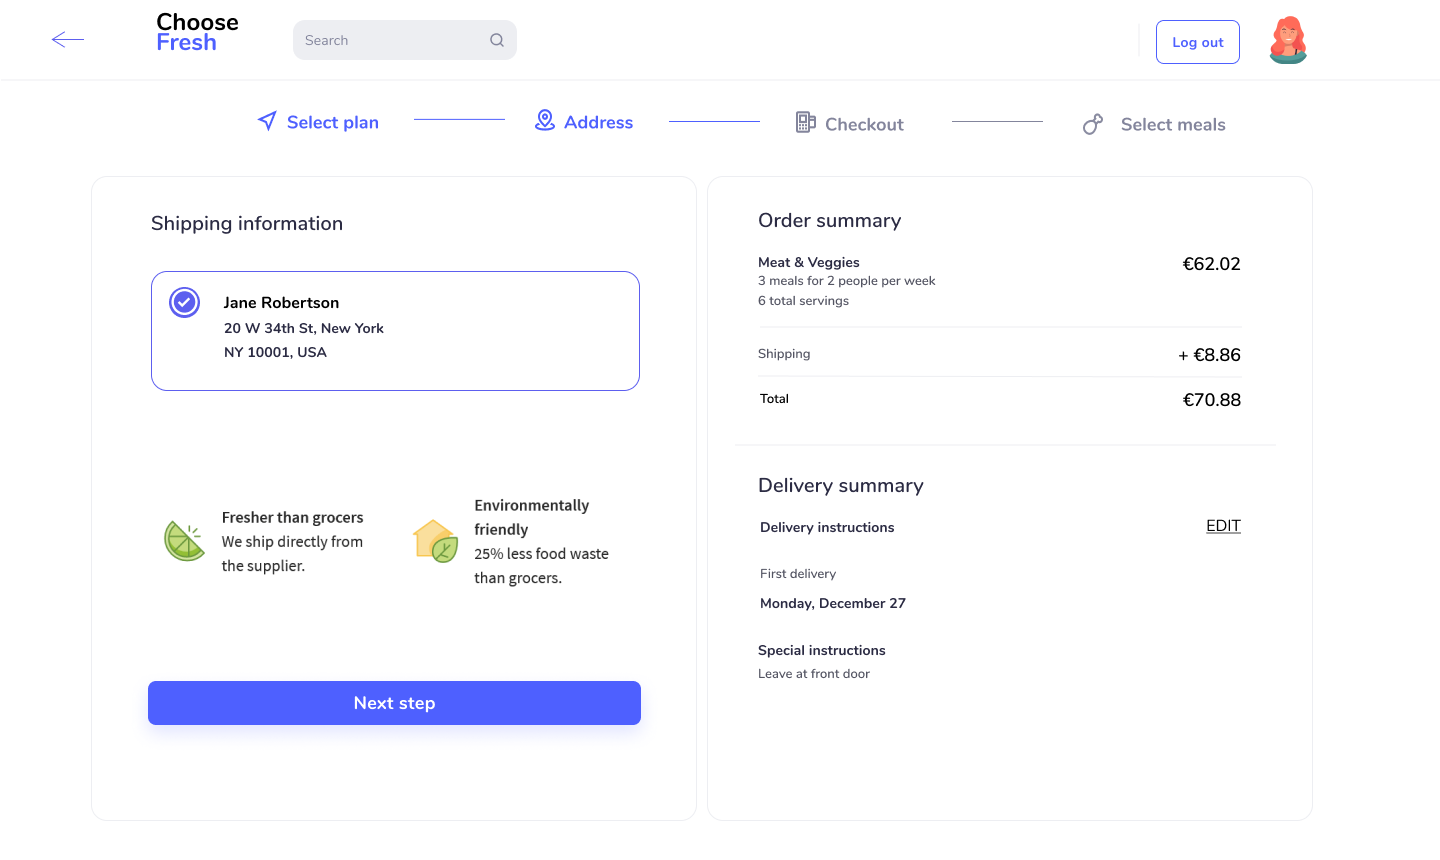 Choose
Fresh
Search
Log out
Select plan
Address
Checkout
Select meals
Shipping information
Jane Robertson
20 W 34th St, New York
NY 10001, USA
Fresher than grocers
We ship directly from
the supplier.
Environmentally
friendly
25% less food waste
than grocers.
Next step
Order summary
Meat & Veggies
€62.02
3 meals for 2 people per week
6 total servings
Shipping
+ €8.86
Total
€70.88
Delivery summary
Delivery instructions
EDIT
First delivery
Monday, December 27
Special instructions
Leave at front door